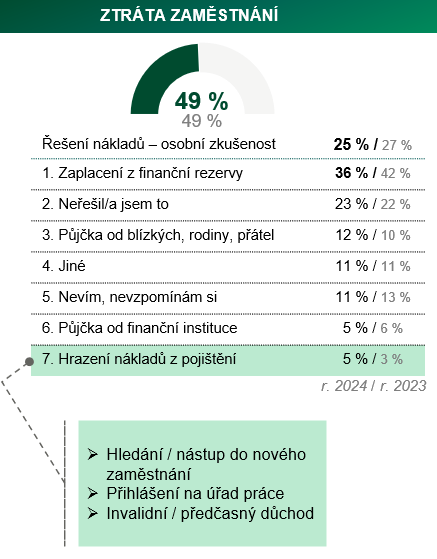 ZTRÁTA ZAMĚSTNÁNÍ
49 %
49 %
Řešení nákladů – osobní zkušenost 25 % / 27 %
1. Zaplacení z finanční rezervy 36 % / 42 %
2. Neřešil/a jsem to 23 % / 22 %
3. Půjčka od blízkých, rodiny, přátel 12 % / 10 %
4. Jiné 11 % / 11 %
5. Nevím, nevzpomínám si 11 % / 13 %
6. Půjčka od finanční instituce 5 % / 6 %
7. Hrazení nákladů z pojištění 5 % / 3 %
r. 2024 / r. 2023
➢ Hledání / nástup do nového
zaměstnání
➢ Přihlášení na úřad práce
➢ Invalidní / předčasný důchod